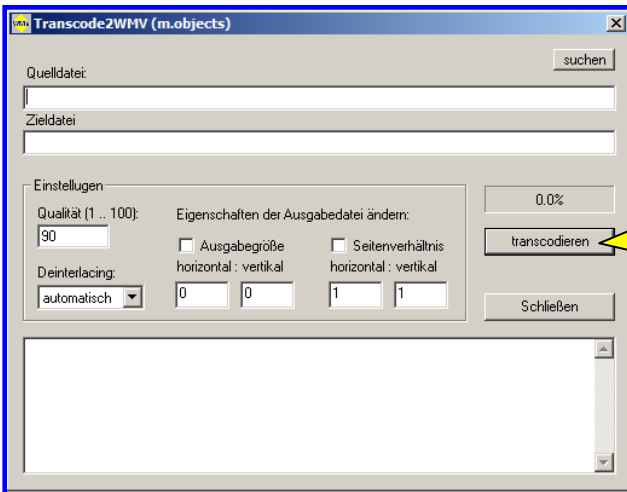 Transcode2WMV (m.objects)
suchen
Quelldatei:
Zieldatei
Einstellugen
Qualität (1 .. 100):
90
Eigenschaften der Ausgabedatei ändern:
Ausgabegröße
Seitenverhältnis
horizontal : vertikal
horizontal : vertikal
0
0
1
1
Deinterlacing:
automatisch
0.0%
transcodieren
Schließen